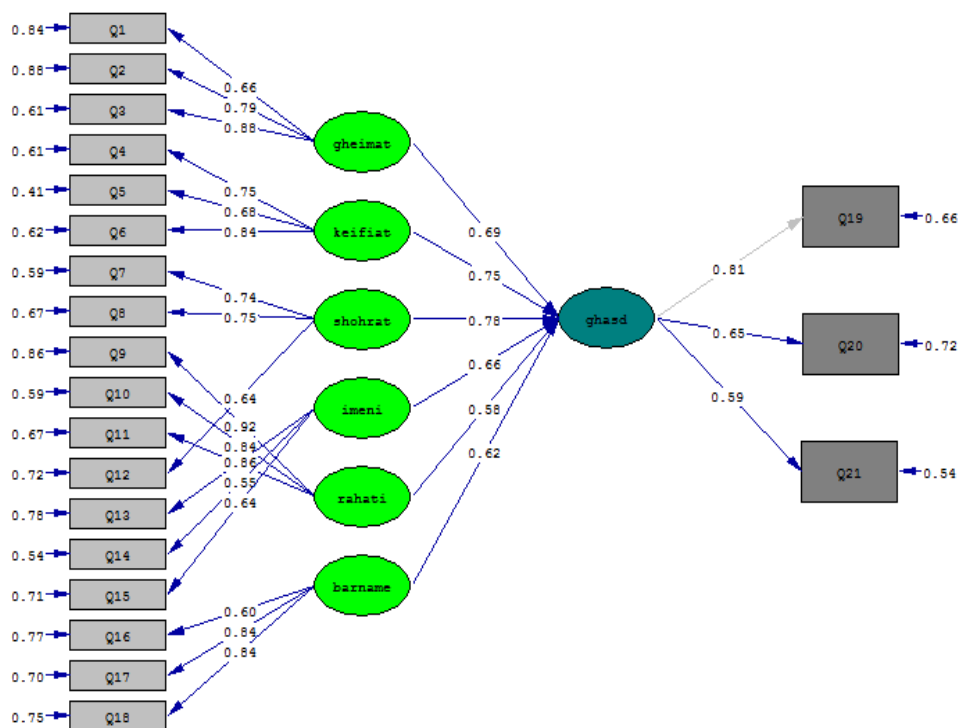 0.84 Q1
0.88 Q2
0.61 Q3
0.61 Q4
0.41 Q5
0.62 Q6
0.59 Q7
0.67 Q8
0.86 Q9
0.59 Q10
0.67 Q11
0.72 Q12
0.78 Q13
0.54 Q14
0.71 Q15
0.77 Q16
0.70 Q17
0.75 Q18
0.66
0.79
0.88
0.75
0.68
0.84
0.74
0.75
0.64
0.92
0.84
0.86
0.55
0.64
0.60
0.84
0.84
gheimat
keifiat
shohrat
imeni
rahati
barname
0.69
0.75
0.78
0.66
0.58
0.62
ghasd
0.81
0.65
0.59
Q19 0.66
Q20 0.72
Q21 0.54